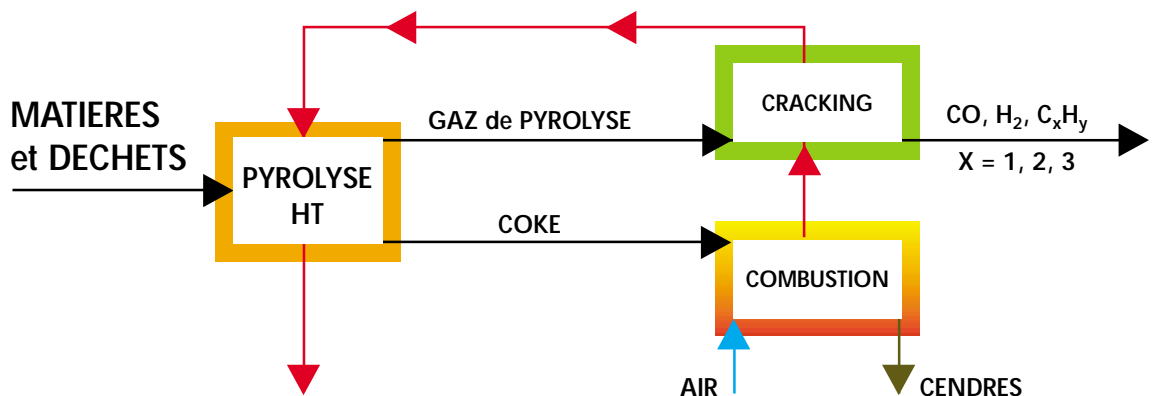 MATIERES
et DECHETS
PYROLYSE
HT
GAZ de PYROLYSE
COKE
CRACKING
COMBUSTION
CO, H₂, CₓHᵧ
X = 1, 2, 3
AIR
CENDRES